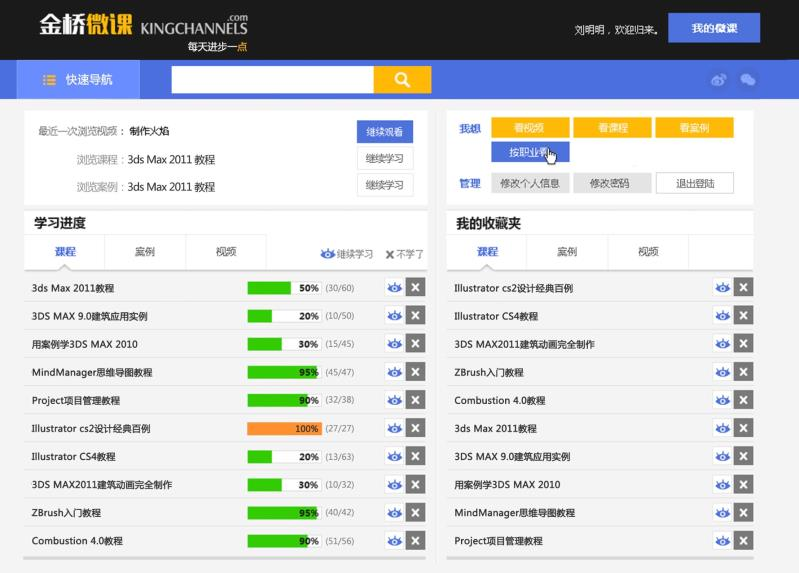 金桥微课 KINGCHANNELS.com
每天进步一点
刘明明，欢迎归来。
我的微课
快速导航
最近一次浏览视频： 制作火焰
继续观看
浏览课程：3ds Max 2011 教程
继续学习
浏览案例：3ds Max 2011 教程
继续学习
我想
看视频
看课程
看案例
按职业看
管理
修改个人信息
修改密码
退出登陆
学习进度
课程
案例
视频
继续学习
不学了
3ds Max 2011教程 50% (30/60)
3DS MAX 9.0建筑应用实例 20% (10/50)
用案例学3DS MAX 2010 30% (15/45)
MindManager思维导图教程 95% (45/47)
Project项目管理教程 90% (32/38)
Illustrator cs2设计经典百例 100% (27/27)
Illustrator CS4教程 20% (13/63)
3DS MAX2011建筑动画完全制作 30% (10/32)
ZBrush入门教程 95% (40/42)
Combustion 4.0教程 90% (51/56)
我的收藏夹
课程
案例
视频
Illustrator cs2设计经典百例
Illustrator CS4教程
3DS MAX2011建筑动画完全制作
ZBrush入门教程
Combustion 4.0教程
3ds Max 2011教程
3DS MAX 9.0建筑应用实例
用案例学3DS MAX 2010
MindManager思维导图教程
Project项目管理教程